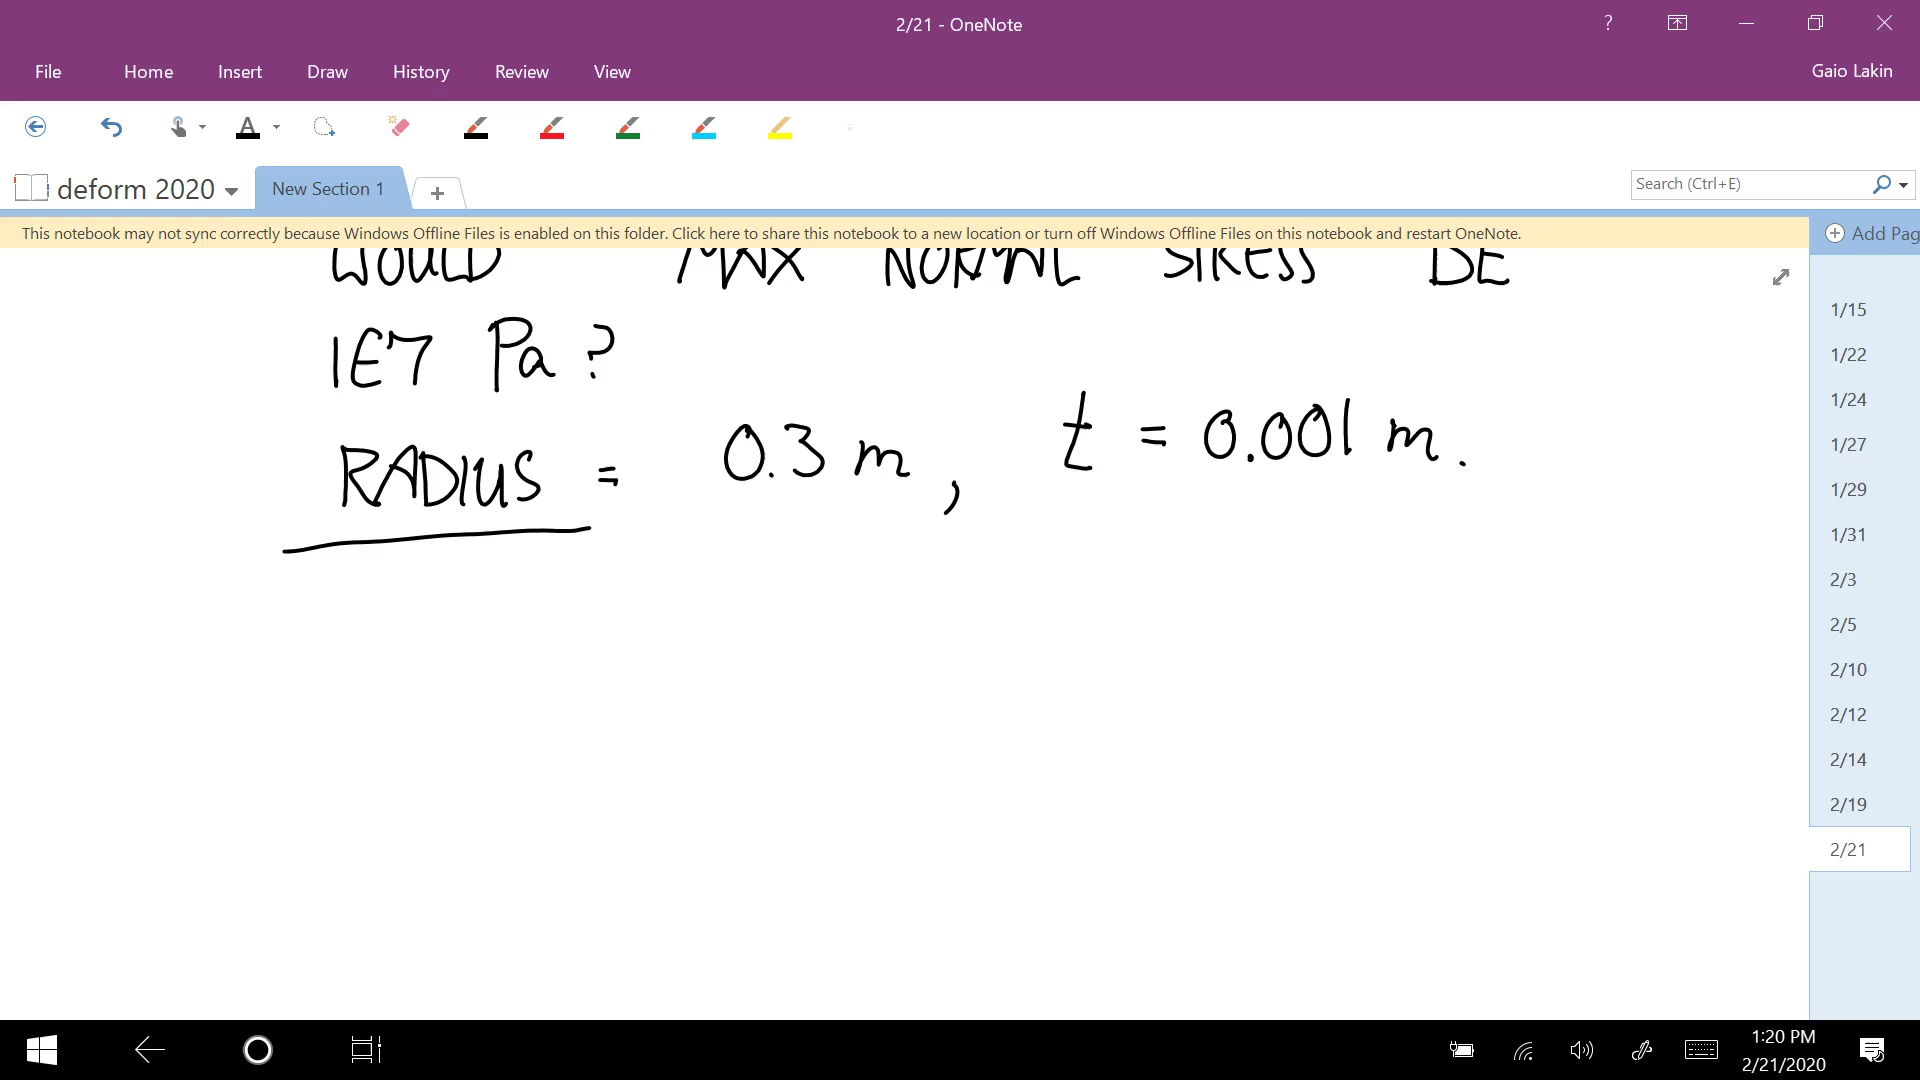 2/21 - OneNote
?
File Home Insert Draw History Review View
Gaio Lakin
A
deform 2020
New Section 1
+
Search (Ctrl+E)
This notebook may not sync correctly because Windows Offline Files is enabled on this folder. Click here to share this notebook to a new location or turn off Windows Offline Files on this notebook and restart OneNote.
Add Pag
WOULD MAX NORMAL STRESS BE
1E7 Pa?
RADIUS = 0.3 m, t = 0.001 m.
1/15
1/22
1/24
1/27
1/29
1/31
2/3
2/5
2/10
2/12
2/14
2/19
2/21
1:20 PM
2/21/2020